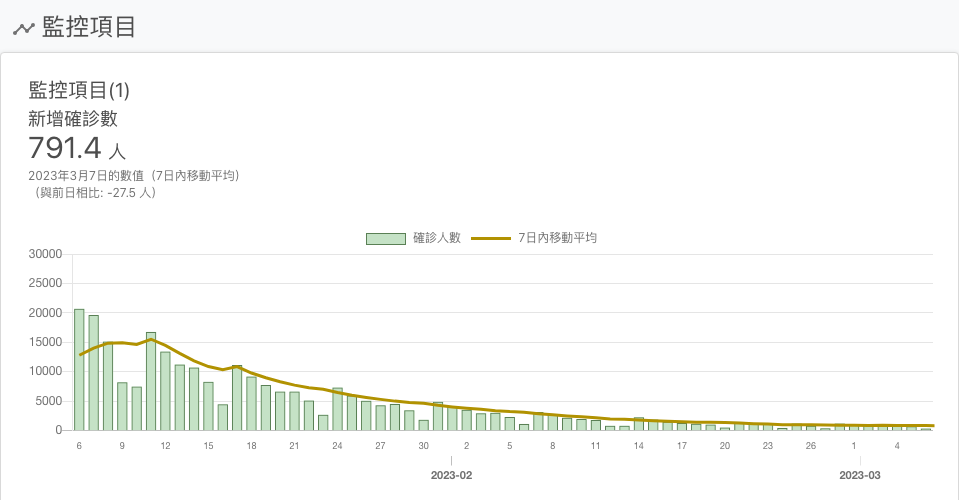 監控項目
監控項目(1)
新增確診數
791.4 人
2023年3月7日的數值（7日內移動平均）
（與前日相比: -27.5 人）
確診人數 7日內移動平均
30000
25000
20000
15000
10000
5000
0
6 9 12 15 18 21 24 27 30 2 5 8 11 14 17 20 23 26 1 4
2023-02 2023-03